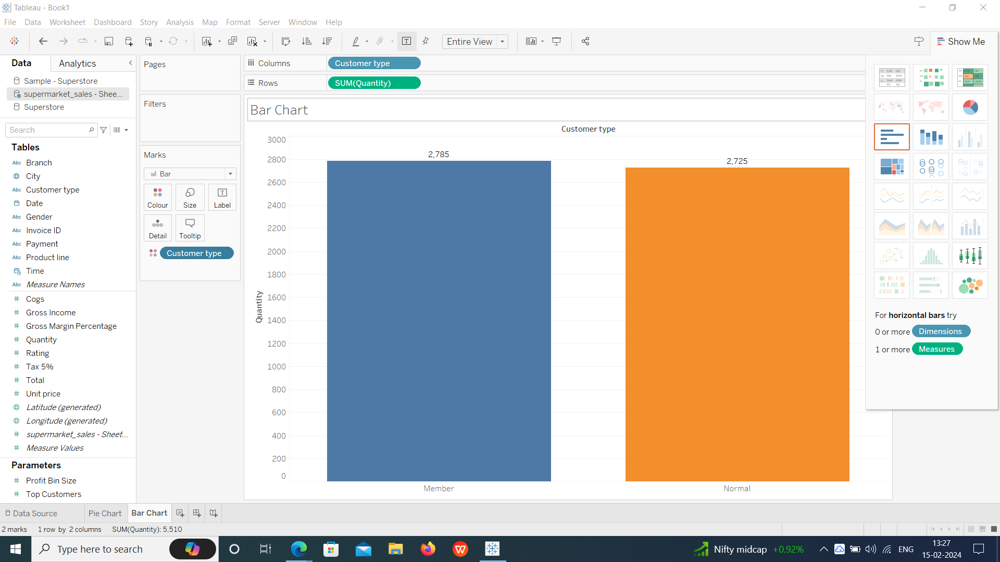 Tableau - Book1
File Data Worksheet Dashboard Story Analysis Map Format Server Window Help
Entire View
Show Me
Data Analytics
Sample - Superstore
supermarket_sales - Shee...
Superstore
Search
Tables
Abc Branch
City
Abc Customer type
Date
Abc Gender
Abc Invoice ID
Abc Payment
Abc Product line
Time
Abc Measure Names
Cogs
Gross Income
Gross Margin Percentage
Quantity
Rating
Tax 5%
Total
Unit price
Latitude (generated)
Longitude (generated)
supermarket_sales - Sheet...
Measure Values
Parameters
Profit Bin Size
Top Customers
Pages
Filters
Marks
Bar
Colour Size Label
Detail Tooltip
Customer type
Columns Customer type
Rows SUM(Quantity)
Bar Chart
Customer type
3000
2800
2600
2400
2200
2000
1800
1600
1400
1200
1000
800
600
400
200
0
Quantity
2,785
2,725
Member Normal
For horizontal bars try
0 or more Dimensions
1 or more Measures
Data Source Pie Chart Bar Chart
2 marks 1 row by 2 columns SUM(Quantity): 5,510
Type here to search
Nifty midcap +0.92%
ENG
13:27
15-02-2024